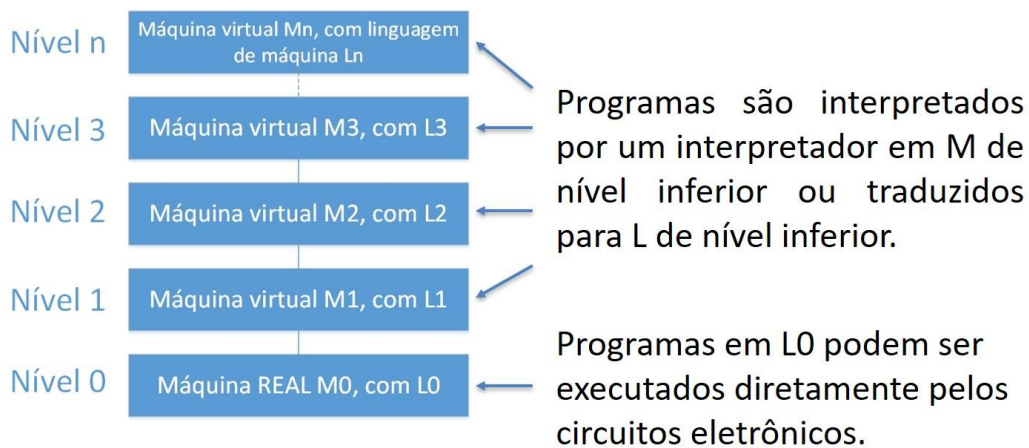 Nível n
Máquina virtual Mn, com linguagem
de máquina Ln
Nível 3
Máquina virtual M3, com L3
Nível 2
Máquina virtual M2, com L2
Nível 1
Máquina virtual M1, com L1
Nível 0
Máquina REAL M0, com L0
Programas são interpretados
por um interpretador em M de
nível inferior ou traduzidos
para L de nível inferior.
Programas em L0 podem ser
executados diretamente pelos
circuitos eletrônicos.